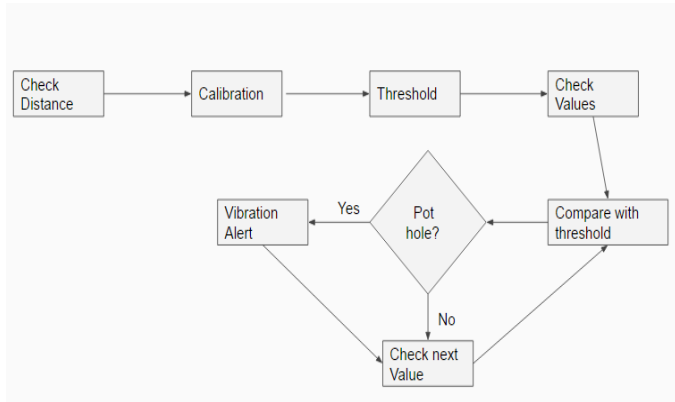 Check
Distance
Calibration
Threshold
Check
Values
Compare with
threshold
Pot
hole?
Yes
Vibration
Alert
No
Check next
Value